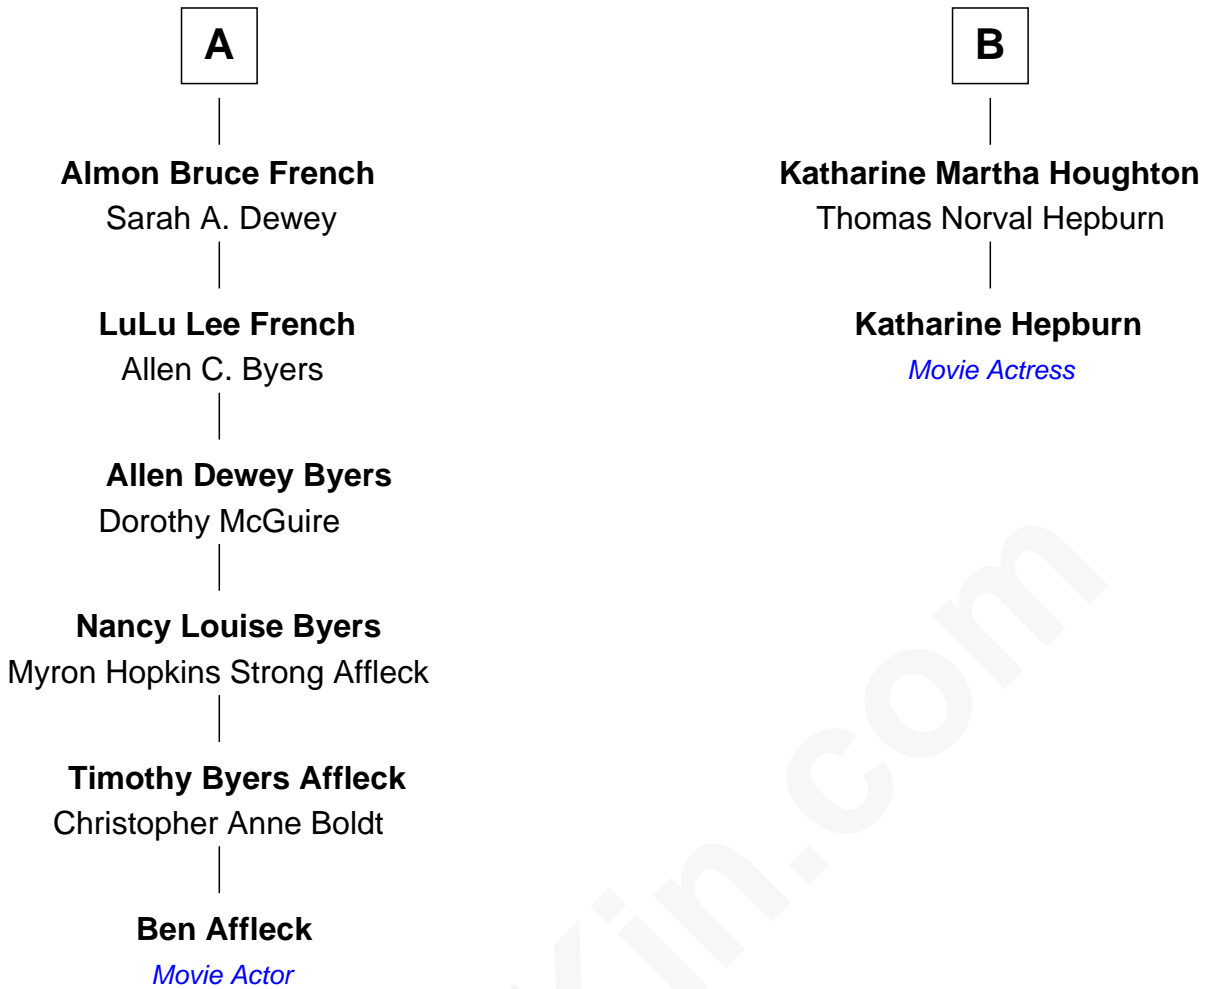 A
Almon Bruce French
Sarah A. Dewey
LuLu Lee French
Allen C. Byers
Allen Dewey Byers
Dorothy McGuire
Nancy Louise Byers
Myron Hopkins Strong Affleck
Timothy Byers Affleck
Christopher Anne Boldt
Ben Affleck
Movie Actor
B
Katharine Martha Houghton
Thomas Norval Hepburn
Katharine Hepburn
Movie Actress
Kin.com